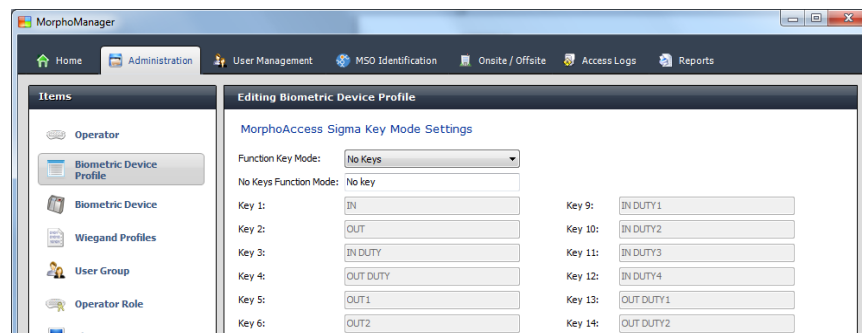 MorphoManager
Home Administration User Management MSO Identification Onsite / Offsite Access Logs Reports
Items
Operator
Biometric Device
Profile
Biometric Device
Wiegand Profiles
User Group
Operator Role
Editing Biometric Device Profile
MorphoAccess Sigma Key Mode Settings
Function Key Mode: No Keys
No Keys Function Mode: No key
Key 1: IN Key 9: IN DUTY1
Key 2: OUT Key 10: IN DUTY2
Key 3: IN DUTY Key 11: IN DUTY3
Key 4: OUT DUTY Key 12: IN DUTY4
Key 5: OUT1 Key 13: OUT DUTY1
Key 6: OUT2 Key 14: OUT DUTY2